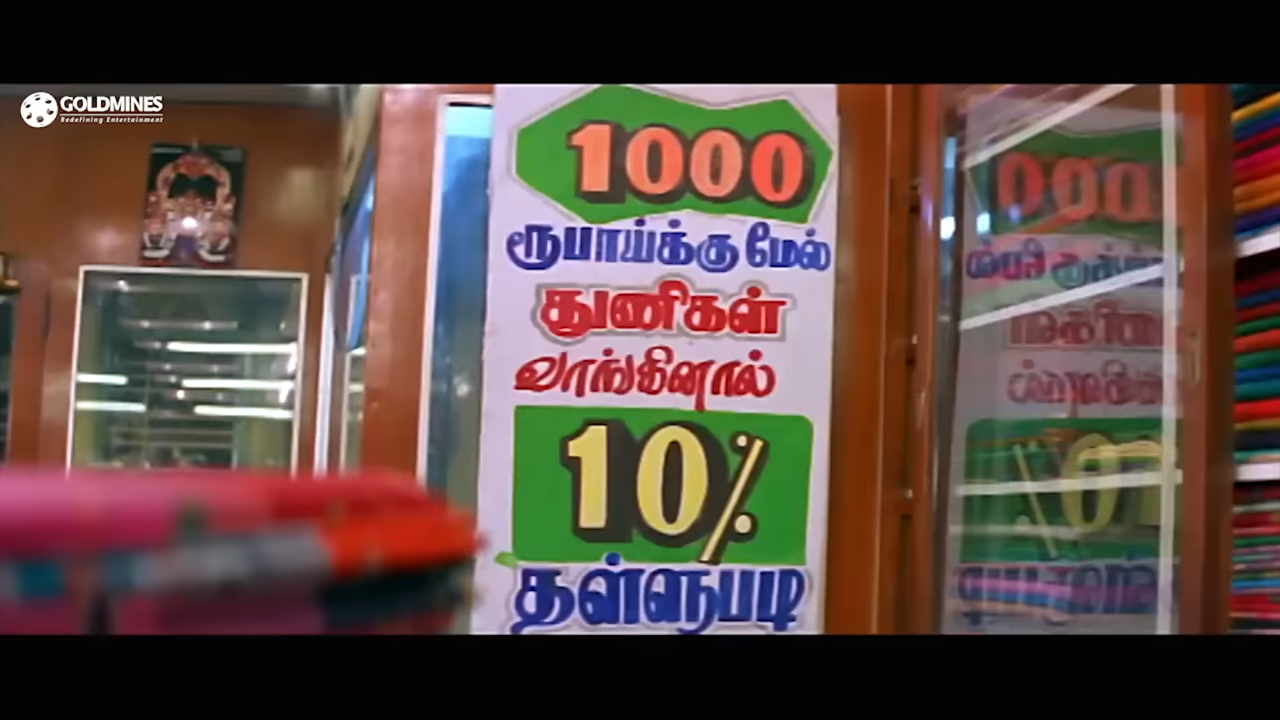 GOLDMINES
Redefining Entertainment
1000
ரூபாய்க்கு மேல்
துணிகள்
வாங்கினால்
10%
தள்ளுபடி